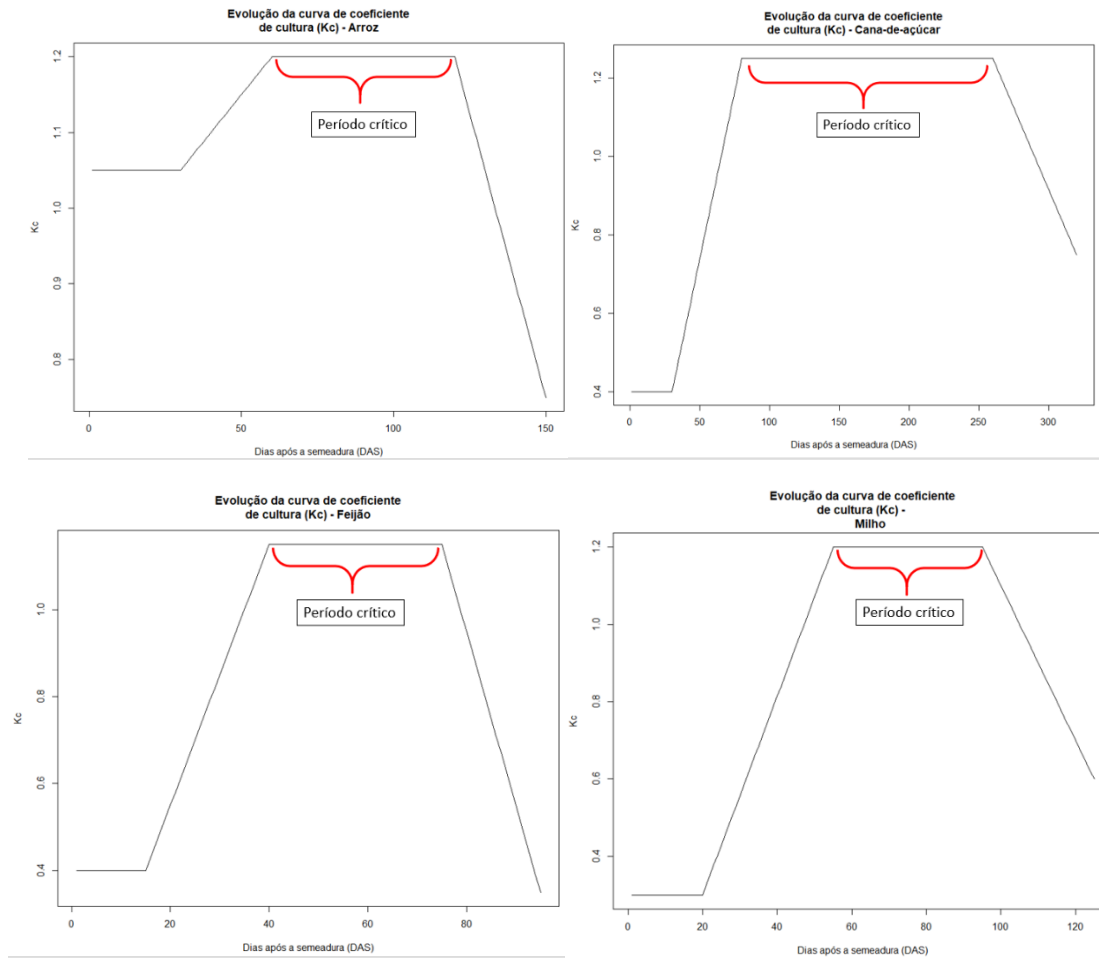 Evolução da curva de coeficiente
de cultura (Kc) - Arroz
1.2
1.1
1.0
0.9
0.8
Kc
Período crítico
0
50
100
150
Dias após a semeadura (DAS)
Evolução da curva de coeficiente
de cultura (Kc) - Cana-de-açúcar
1.2
1.0
0.8
0.6
0.4
Kc
Período crítico
0
50
100
150
200
250
300
Dias após a semeadura (DAS)
Evolução da curva de coeficiente
de cultura (Kc) - Feijão
1.0
0.8
0.6
0.4
Kc
Período crítico
0
20
40
60
80
Dias após a semeadura (DAS)
Evolução da curva de coeficiente
de cultura (Kc) -
Milho
1.2
1.0
0.8
0.6
0.4
Kc
Período crítico
0
20
40
60
80
100
120
Dias após a semeadura (DAS)